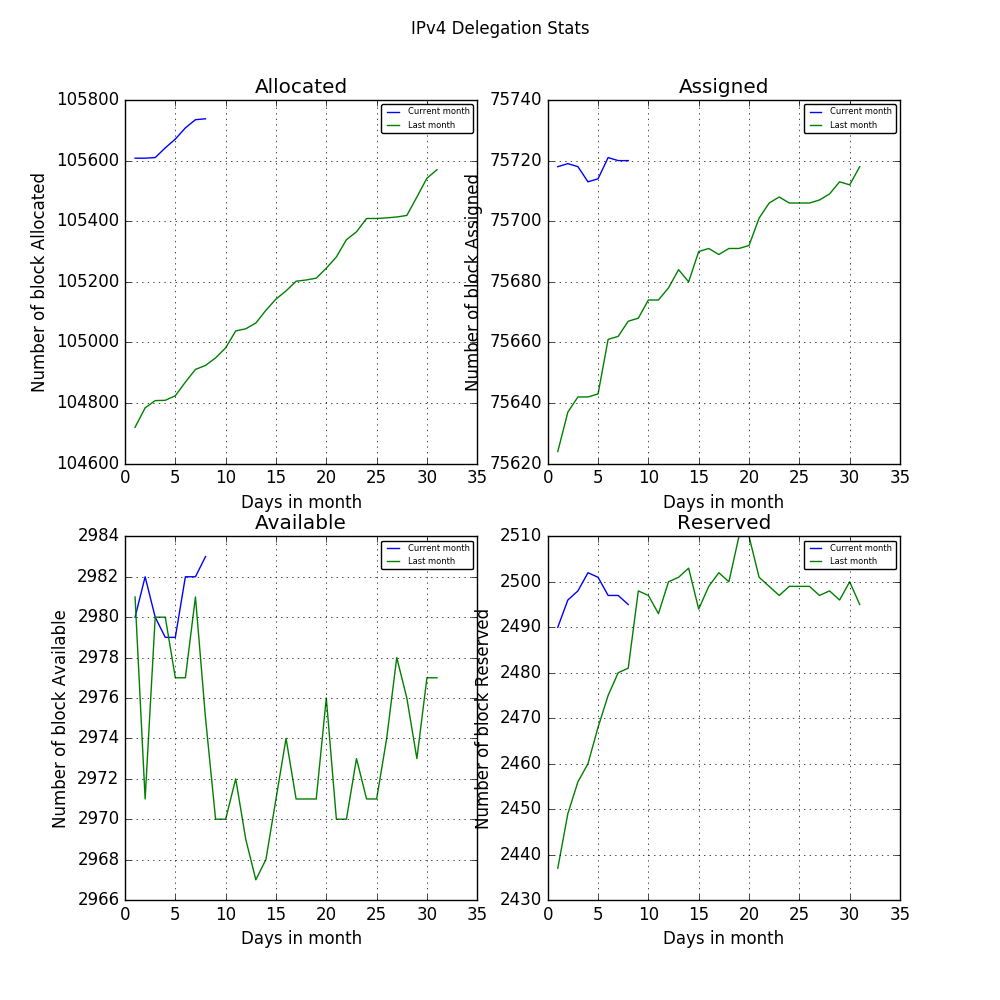 IPv4 Delegation Stats
Allocated
Number of block Allocated
105800
105600
105400
105200
105000
104800
104600
0 5 10 15 20 25 30 35
Days in month
Current month
Last month
Assigned
Number of block Assigned
75740
75720
75700
75680
75660
75640
75620
0 5 10 15 20 25 30 35
Days in month
Current month
Last month
Available
Number of block Available
2984
2982
2980
2978
2976
2974
2972
2970
2968
2966
0 5 10 15 20 25 30 35
Days in month
Current month
Last month
Reserved
Number of block Reserved
2510
2500
2490
2480
2470
2460
2450
2440
2430
0 5 10 15 20 25 30 35
Days in month
Current month
Last month